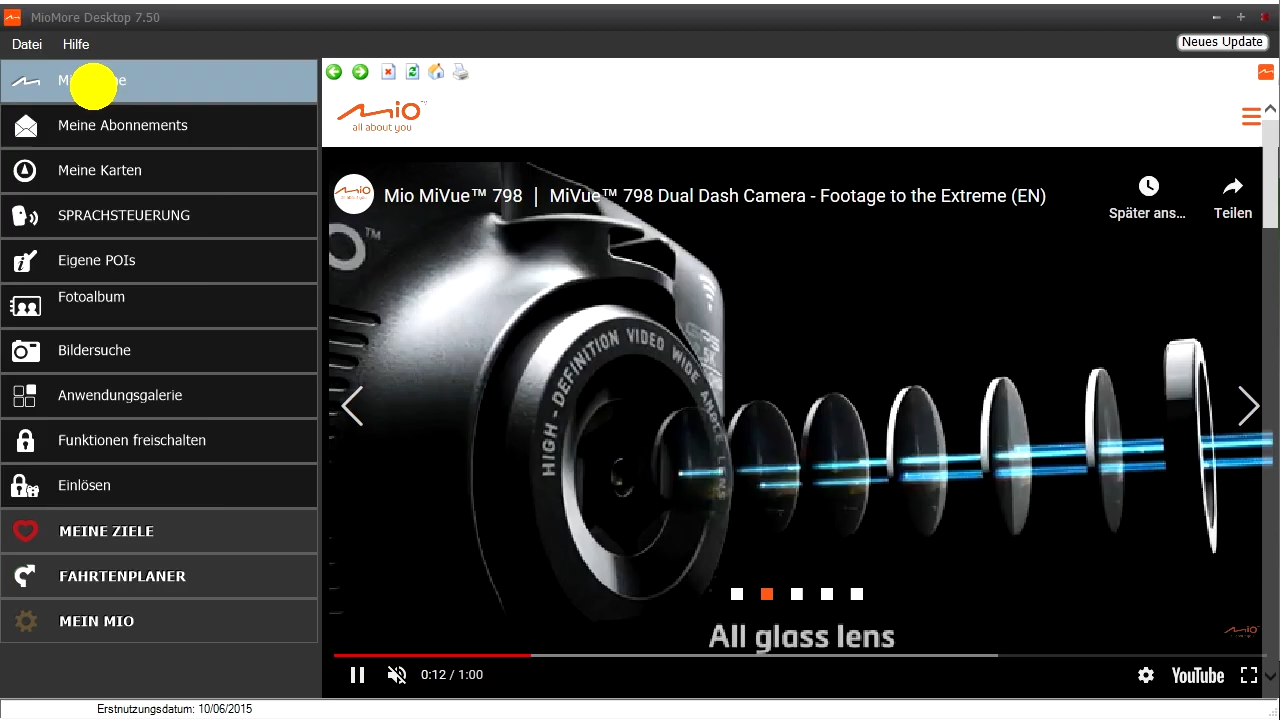 MioMore Desktop 7.50
Datei Hilfe
Neues Update
Meine Abonnements
Meine Karten
SPRACHSTEUERUNG
Eigene POIs
Fotoalbum
Bildersuche
Anwendungsgalerie
Funktionen freischalten
Einlösen
MEINE ZIELE
FAHRTENPLANER
MEIN MIO
Mio™
all about you
Mio MiVue™ 798 | MiVue™ 798 Dual Dash Camera - Footage to the Extreme (EN)
Später ans...
Teilen
HIGH - DEFINITION VIDEO WIDE ANGLE LENS
All glass lens
mio
0:12 / 1:00
YouTube
Erstnutzungsdatum: 10/06/2015